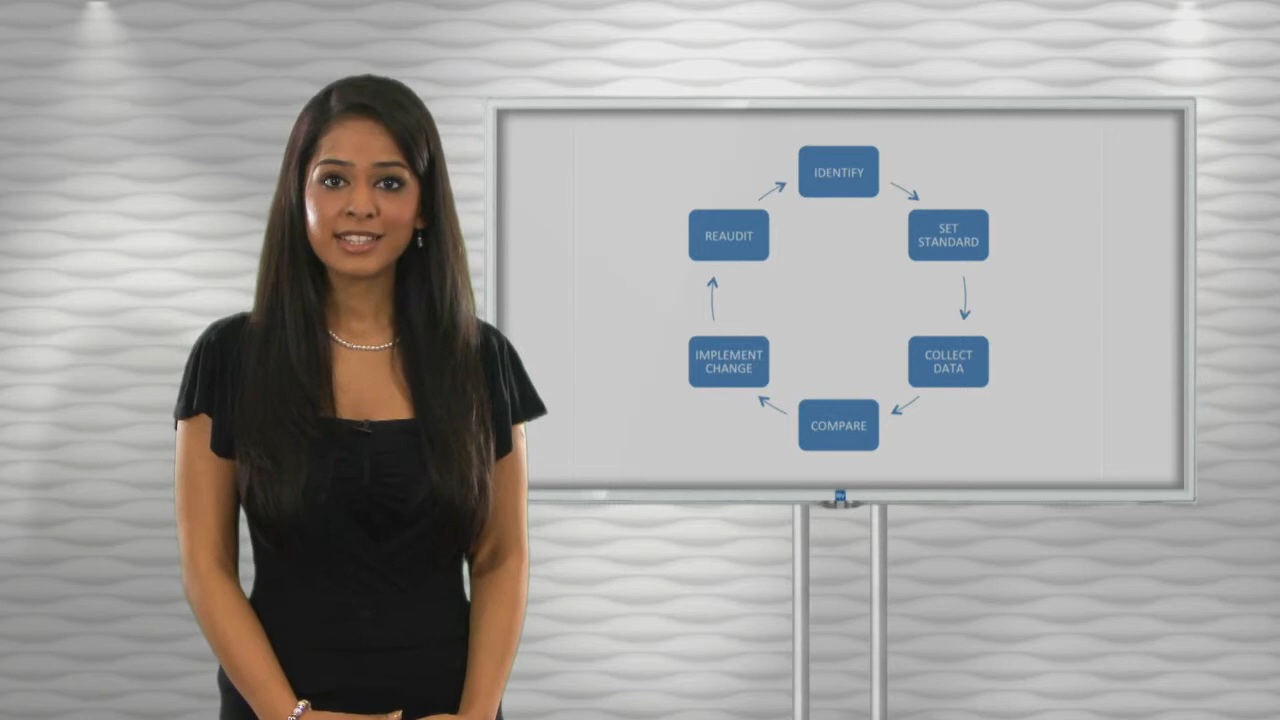 IDENTIFY
SET
STANDARD
COLLECT
DATA
COMPARE
IMPLEMENT
CHANGE
REAUDIT